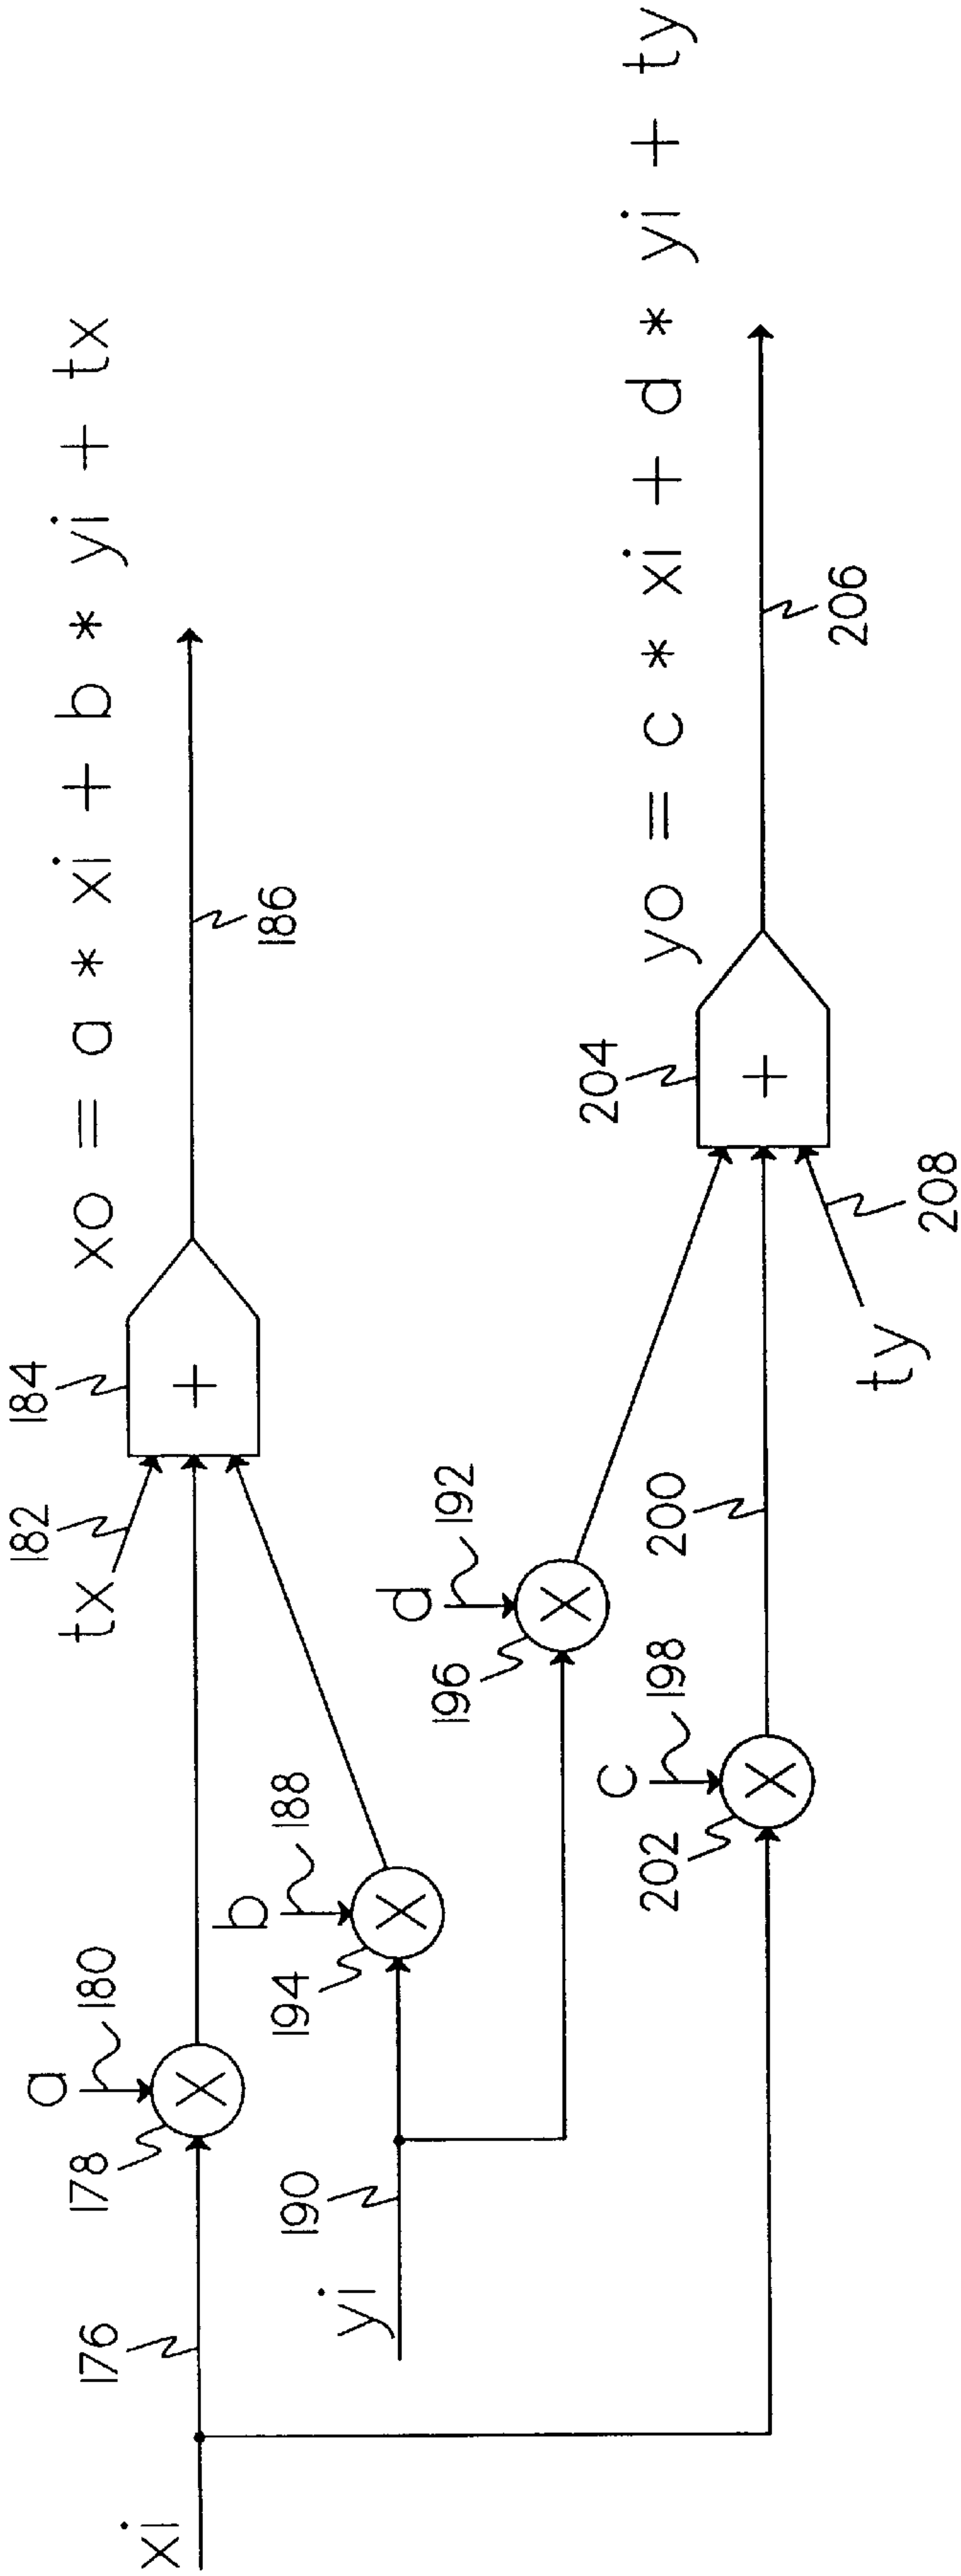 xi
176
178
a
180
tx
182
184
xo = a * xi + b * yi + tx
186
yi
190
194
b
188
196
d
192
202
c
198
200
ty
208
204
yo = c * xi + d * yi + ty
206
X
X
X
X
+
+